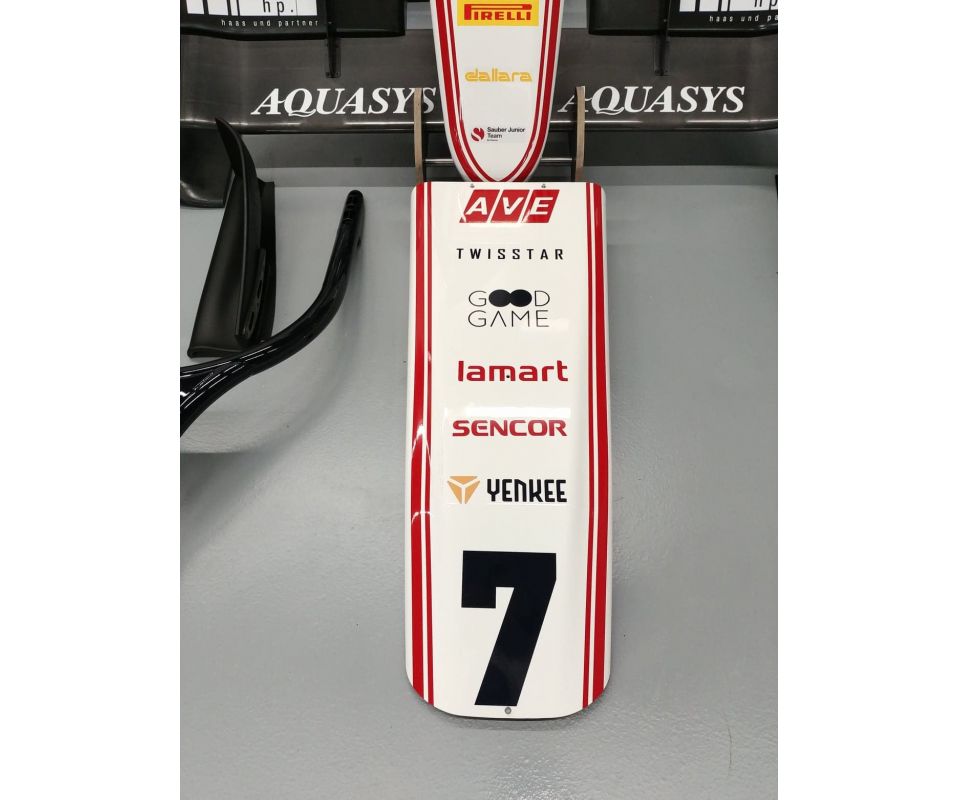 hp.
haas und partner
hp.
haas und partner
PIRELLI
dallara
AQUASYS
AQUASYS
Sauber Junior
Team
AVE
TWISSTAR
GOOD
GAME
lamart
SENCOR
YENKEE
7